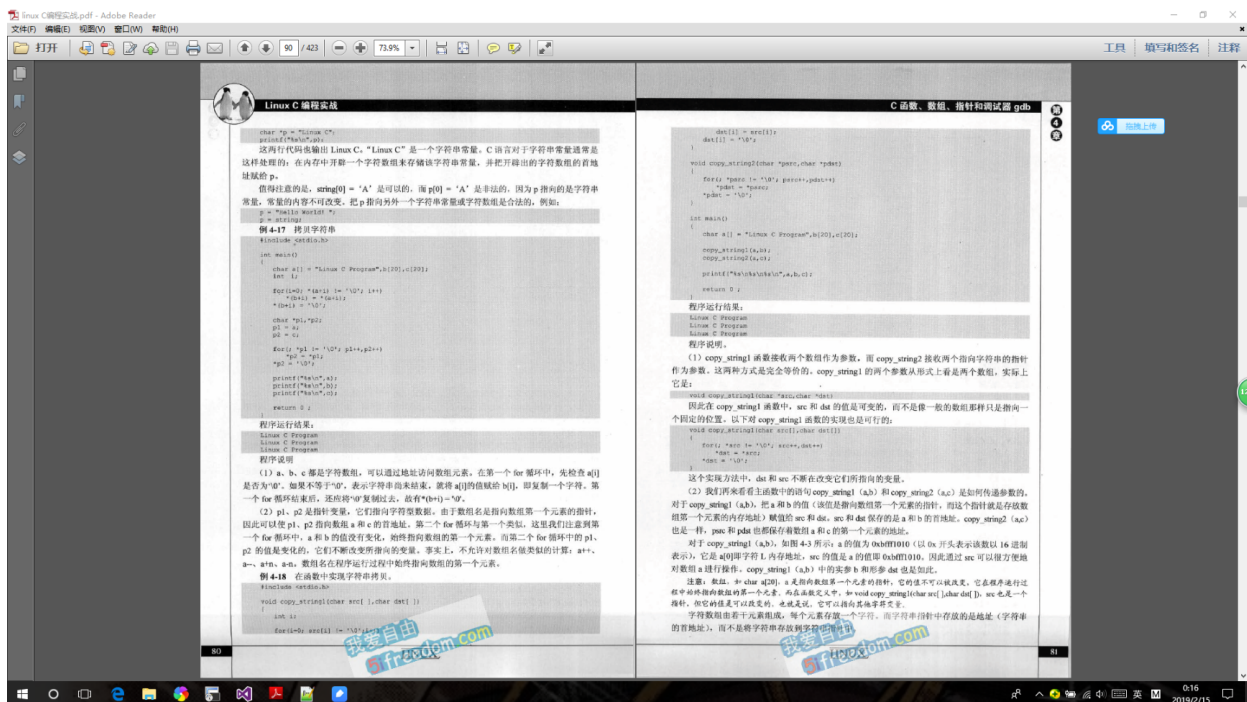 linux C编程实战.pdf - Adobe Reader
文件(F) 编辑(E) 视图(V) 窗口(W) 帮助(H)
打开 90 / 423 73.9% 工具 填写和签名 注释
Linux C 编程实战
char *p = "Linux C";
printf("%s\n",p);
这两行代码也输出 Linux C。“Linux C”是一个字符串常量。C 语言对于字符串常量通常是
这样处理的：在内存中开辟一个字符数组来存储该字符串常量，并把开辟出的字符数组的首地
址赋给 p。
值得注意的是，string[0] = ‘A’是可以的，而 p[0] = ‘A’是非法的，因为 p 指向的是字符串
常量，常量的内容不可改变。把 p 指向另外一个字符串常量或字符数组是合法的，例如：
p = "Hello World! ";
p = string;
例 4-17 拷贝字符串
#include <stdio.h>
int main()
{
char a[] = "Linux C Program",b[20],c[20];
int i;
for(i=0; *(a+i) != '\0'; i++)
*(b+i) = *(a+i);
*(b+i) = '\0';
char *p1,*p2;
p1 = a;
p2 = c;
for(; *p1 != '\0'; p1++,p2++)
*p2 = *p1;
*p2 = '\0';
printf("%s\n",a);
printf("%s\n",b);
printf("%s\n",c);
return 0 ;
}
程序运行结果：
Linux C Program
Linux C Program
Linux C Program
程序说明
（1）a、b、c 都是字符数组，可以通过地址访问数组元素。在第一个 for 循环中，先检查 a[i]
是否为'\0'。如果不等于'\0'，表示字符串尚未结束，就将 a[i]的值赋给 b[i]，即复制一个字符。第
一个 for 循环结束后，还应将'\0'复制过去，故有*(b+i) = '\0'。
（2）p1、p2 是指针变量，它们指向字符型数据。由于数组名是指向数组第一个元素的指针，
因此可以使 p1、p2 指向数组 a 和 c 的首地址。第二个 for 循环与第一个类似，这里我们注意到第
一个 for 循环中，a 和 b 的值没有变化，始终指向数组的第一个元素。而第二个 for 循环中的 p1、
p2 的值是变化的，它们不断改变所指向的变量。事实上，不允许对数组名做类似的计算：a++、
a--、a+n、a-n，数组名在程序运行过程中始终指向数组的第一个元素。
例 4-18 在函数中实现字符串拷贝。
#include <stdio.h>
void copy_string1(char src[ ],char dst[ ])
{
int i;
for(i=0; src[i] != '\0';i++)
80
LINUX
我爱自由
5ifreedom.com
C 函数、数组、指针和调试器 gdb
第
4
章
dst[i] = src[i];
dst[i] = '\0';
}
void copy_string2(char *psrc,char *pdst)
{
for(; *psrc != '\0'; psrc++,pdst++)
*pdst = *psrc;
*pdst = '\0';
}
int main()
{
char a[] = "Linux C Program",b[20],c[20];
copy_string1(a,b);
copy_string2(a,c);
printf("%s\n%s\n%s\n",a,b,c);
return 0 ;
}
程序运行结果：
Linux C Program
Linux C Program
Linux C Program
程序说明。
（1）copy_string1 函数接收两个数组作为参数，而 copy_string2 接收两个指向字符串的指针
作为参数。这两种方式是完全等价的。copy_string1 的两个参数从形式上看是两个数组，实际上
它是：
void copy_string1(char *src,char *dst)
因此在 copy_string1 函数中，src 和 dst 的值是可变的，而不是像一般的数组那样只是指向一
个固定的位置。以下对 copy_string1 函数的实现也是可行的：
void copy_string1(char src[],char dst[])
{
for(; *src != '\0'; src++,dst++)
*dst = *src;
*dst = '\0';
}
这个实现方法中，dst 和 src 不断在改变它们所指向的变量。
（2）我们再来看看主函数中的语句 copy_string1（a,b）和 copy_string2（a,c）是如何传递参数的。
对于 copy_string1（a,b），把 a 和 b 的值（该值是指向数组第一个元素的指针，而这个指针就是存放数
组第一个元素的内存地址）赋值给 src 和 dst，src 和 dst 保存的是 a 和 b 的首地址。copy_string2（a,c）
也是一样，psrc 和 pdst 也都保存着数组 a 和 c 的第一个元素的地址。
对于 copy_string1（a,b），如图 4-3 所示：a 的值为 0xbfff1010（以 0x 开头表示该数以 16 进制
表示），它是 a[0]即字符 L 内存地址，src 的值是 a 的值即 0xbfff1010。因此通过 src 可以很方便地
对数组 a 进行操作。copy_string1（a,b）中的实参 b 和形参 dst 也是如此。
注意：数组，如 char a[20]，a 是指向数组第一个元素的指针，它的值不可以被改变，它在程序运行过
程中始终指向数组的第一个元素。而在函数定义中，如 void copy_string1(char src[ ],char dst[ ])，src 也是一个
指针，但它的值是可以改变的，也就是说，它可以指向其他字符变量。
字符数组由若干元素组成，每个元素存放一个字符，而字符串指针中存放的是地址（字符串
的首地址），而不是将字符串存放到字符
LINUX
81
我爱自由
5ifreedom.com
拖拽上传
英
0:16
2019/2/15